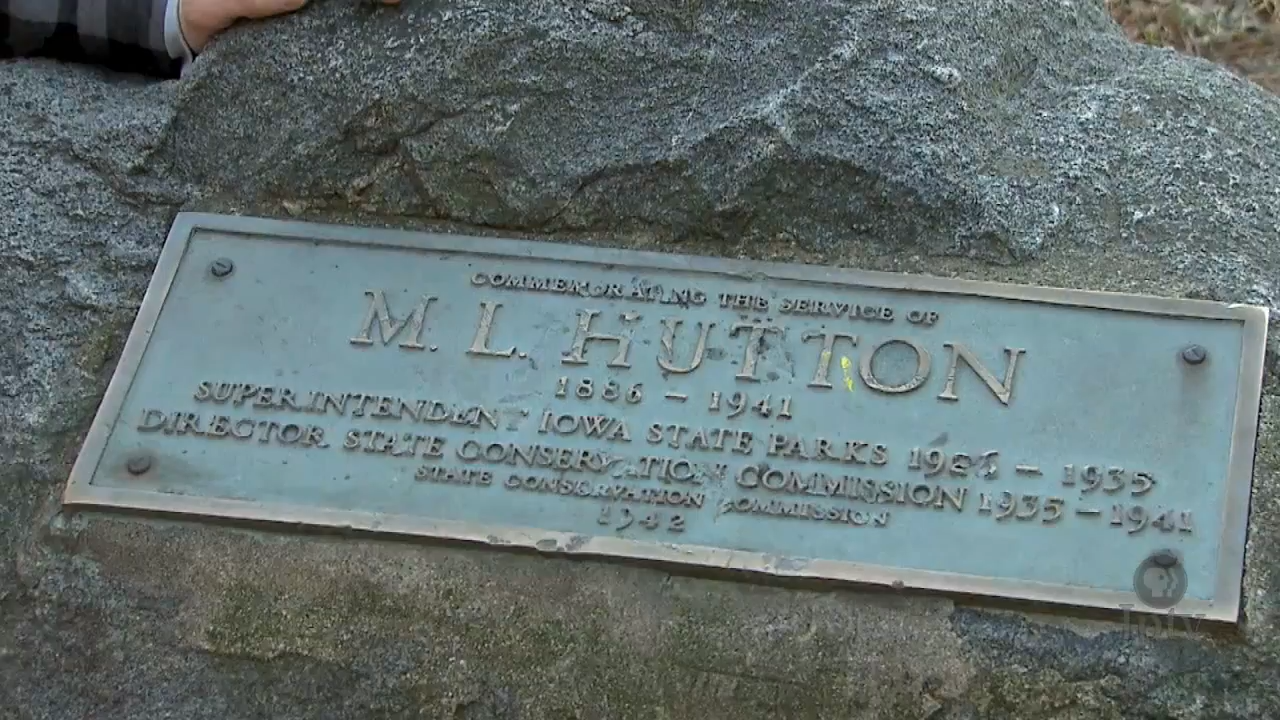 COMMEMORATING THE SERVICE OF
M. L. HUTTON
1886 - 1941
SUPERINTENDENT IOWA STATE PARKS - 1935
DIRECTOR STATE CONSERVATION COMMISSION 1935 - 1941
STATE CONSERVATION COMMISSION
1942
iptv